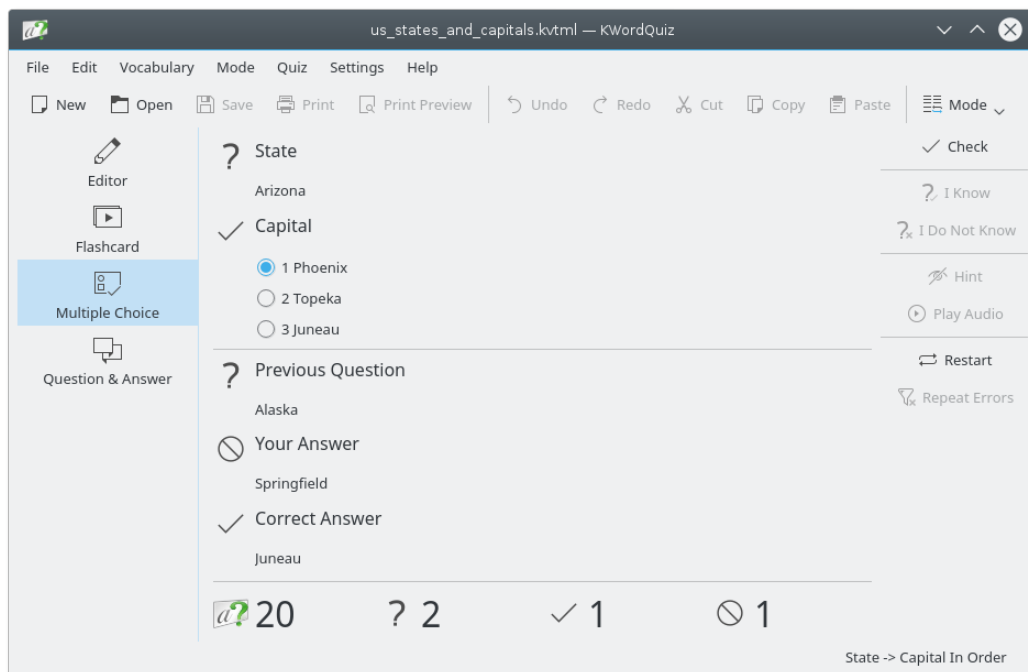 us_states_and_capitals.kvtml — KWordQuiz
File Edit Vocabulary Mode Quiz Settings Help
New Open Save Print Print Preview Undo Redo Cut Copy Paste Mode
Editor
Flashcard
Multiple Choice
Question & Answer
? State
Arizona
Capital
1 Phoenix
2 Topeka
3 Juneau
? Previous Question
Alaska
Your Answer
Springfield
Correct Answer
Juneau
a? 20 ? 2 1 1
Check
I Know
I Do Not Know
Hint
Play Audio
Restart
Repeat Errors
State -> Capital In Order